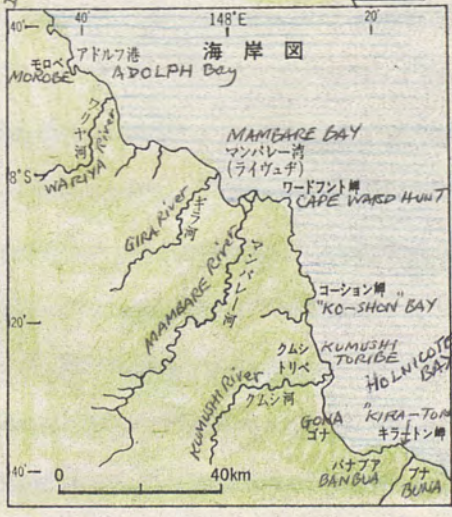 40'
40'
148°E
20'
海岸図
モロベ
アドルフ港
MOROBE
ADOLPH Bay
ワリヤ河
WARIYA River
MAMBARE BAY
マンバレー湾
(ライヴュヂ)
8°S
ワードフント岬
CAPE WARD HUNT
GIRA River
ギラ河
MAMBARE River
マンバレー河
コーション岬
"KO-SHON" BAY
20'
クムシ
トリベ
KUMUSHI
TORIBE
HOLNICOTE
BAY
KUMUSHI River
クムシ河
GONA
ゴナ
"KIRA-TON
キラートン岬
バナプア
BANBUA
ブナ
BUNA
40'
0
40km